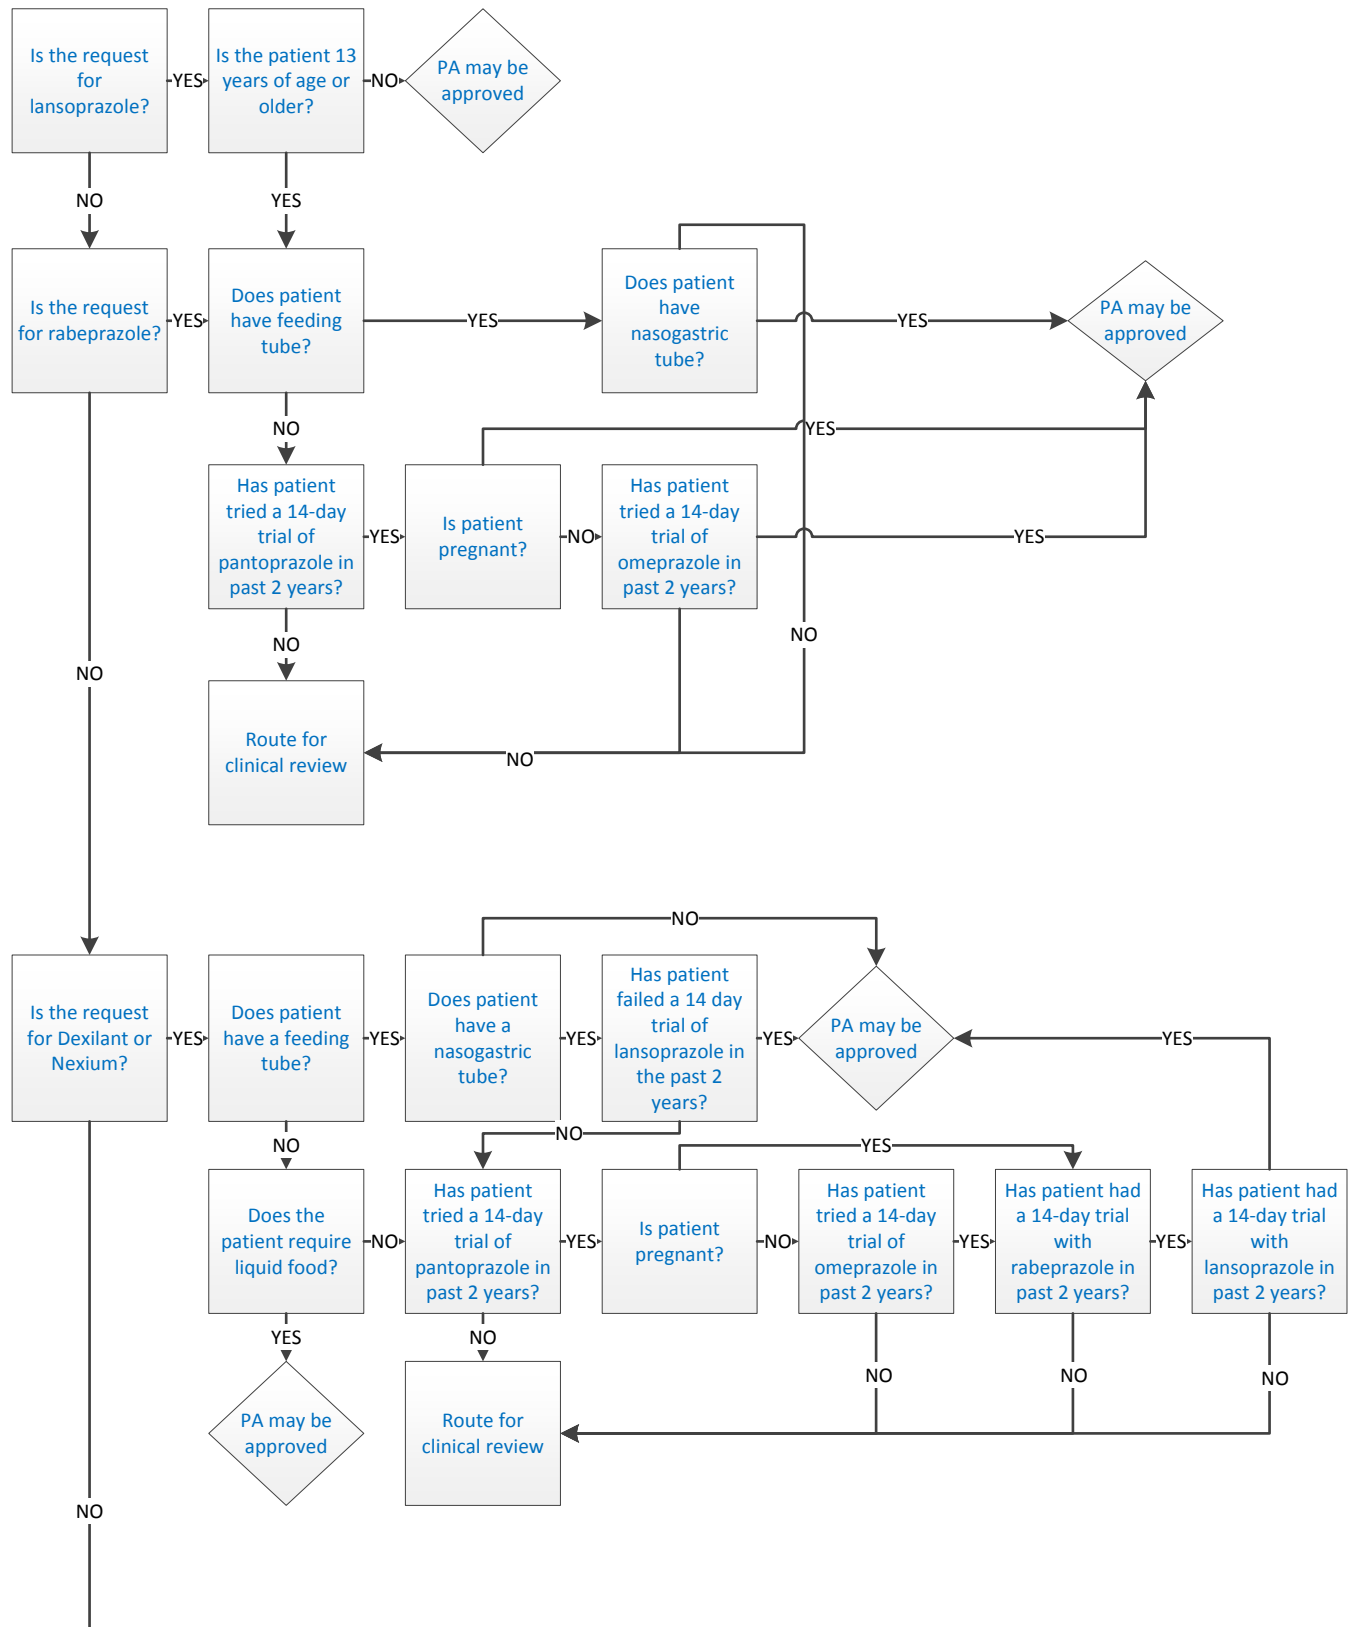 Is the request
for
lansoprazole?
YES
Is the patient 13
years of age or
older?
NO
PA may be
approved
NO
YES
Is the request
for rabeprazole?
YES
Does patient
have feeding
tube?
YES
Does patient
have
nasogastric
tube?
YES
PA may be
approved
NO
YES
Has patient
tried a 14-day
trial of
pantoprazole in
past 2 years?
YES
Is patient
pregnant?
NO
Has patient
tried a 14-day
trial of
omeprazole in
past 2 years?
YES
NO
NO
NO
Route for
clinical review
NO
NO
Is the request
for Dexilant or
Nexium?
YES
Does patient
have a feeding
tube?
YES
Does patient
have a
nasogastric
tube?
YES
Has patient
failed a 14 day
trial of
lansoprazole in
the past 2
years?
YES
PA may be
approved
YES
NO
NO
YES
Does the
patient require
liquid food?
NO
Has patient
tried a 14-day
trial of
pantoprazole in
past 2 years?
YES
Is patient
pregnant?
NO
Has patient
tried a 14-day
trial of
omeprazole in
past 2 years?
YES
Has patient had
a 14-day trial
with
rabeprazole in
past 2 years?
YES
Has patient had
a 14-day trial
with
lansoprazole in
past 2 years?
YES
NO
NO
NO
NO
PA may be
approved
Route for
clinical review
NO